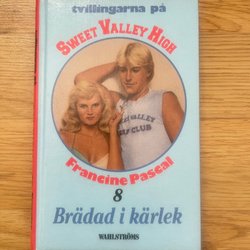 tvillingarna på
SWEET VALLEY HIGH
Francine Pascal
8
Brädad i kärlek
WAHLSTRÖMS